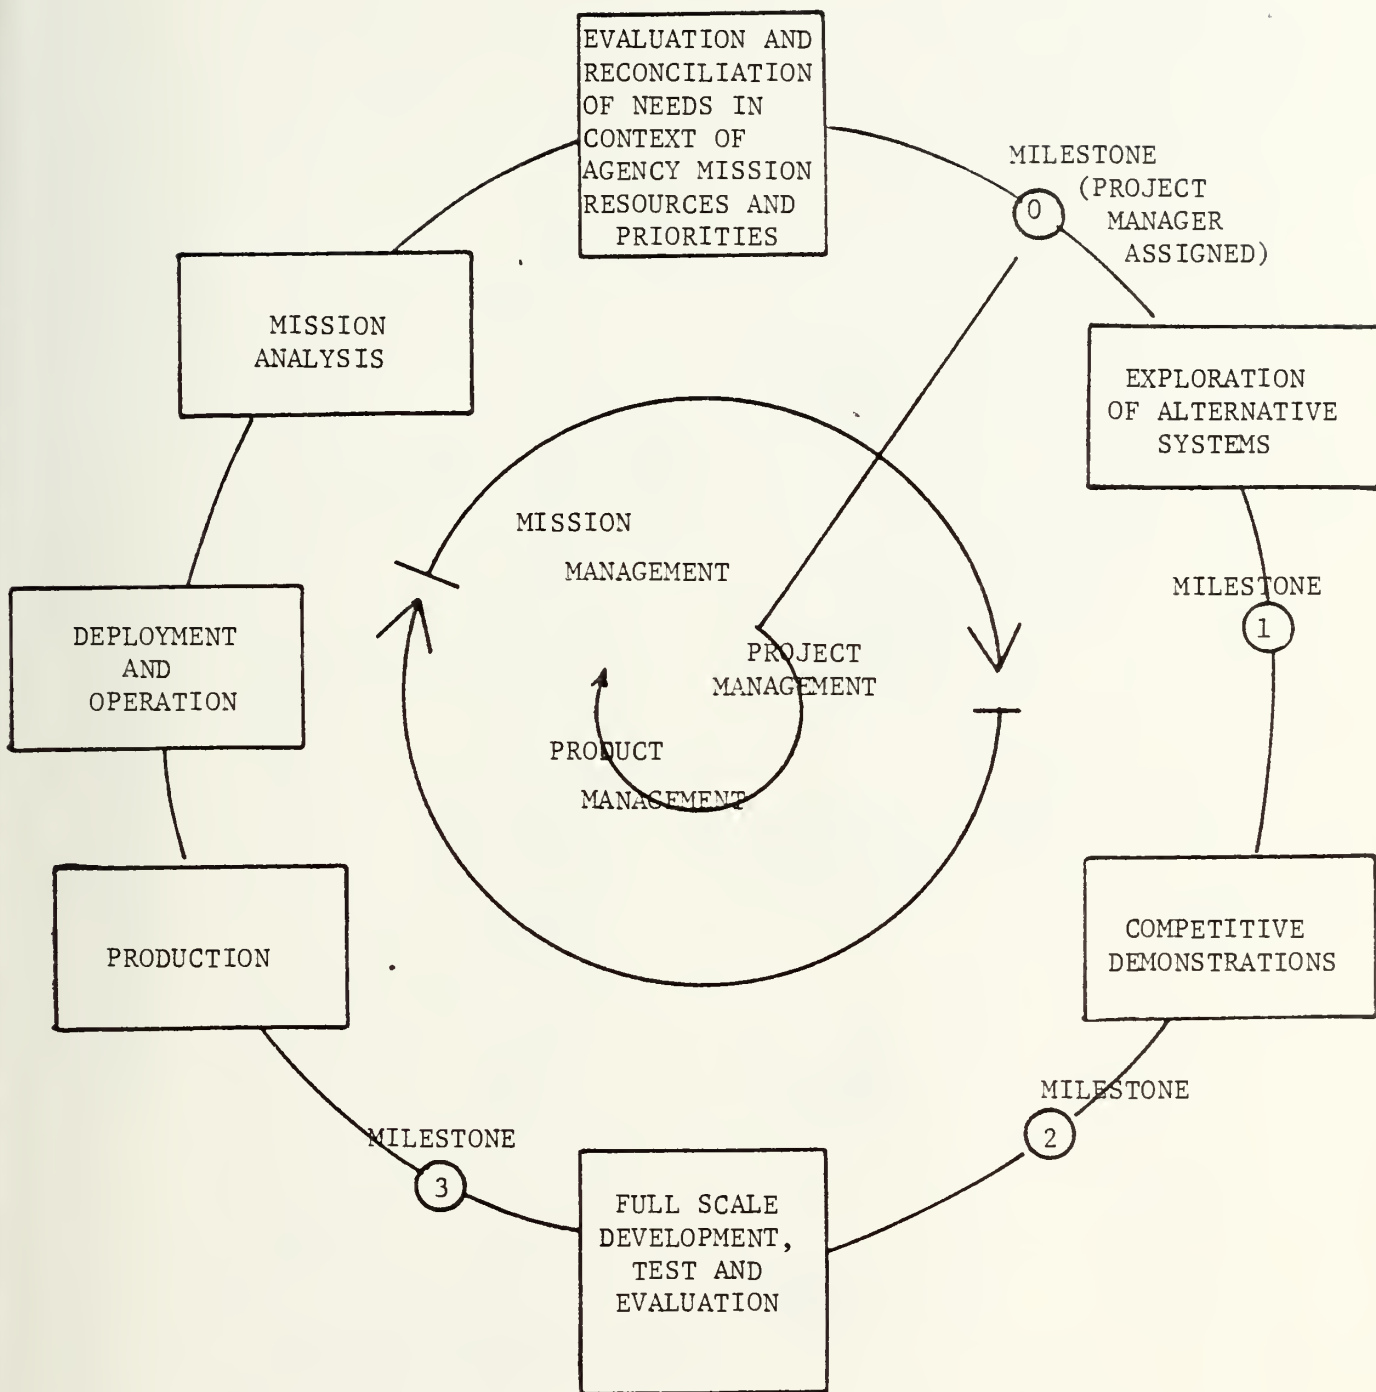 EVALUATION AND
RECONCILIATION
OF NEEDS IN
CONTEXT OF
AGENCY MISSION
RESOURCES AND
PRIORITIES
MILESTONE
(PROJECT
MANAGER
ASSIGNED)
0
MISSION
ANALYSIS
EXPLORATION
OF ALTERNATIVE
SYSTEMS
MISSION
MANAGEMENT
MILESTONE
1
DEPLOYMENT
AND
OPERATION
PROJECT
MANAGEMENT
PRODUCT
MANAGEMENT
PRODUCTION
COMPETITIVE
DEMONSTRATIONS
MILESTONE
2
MILESTONE
3
FULL SCALE
DEVELOPMENT,
TEST AND
EVALUATION